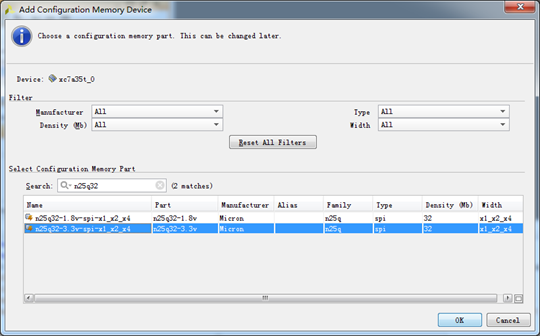 Add Configuration Memory Device
Choose a configuration memory part. This can be changed later.
Device: xc7a35t_0
Filter
Manufacturer All Type All
Density (Mb) All Width All
Reset All Filters
Select Configuration Memory Part
Search: n25q32 (2 matches)
Name Part Manufacturer Alias Family Type Density (Mb) Width
n25q32-1.8v-spi-x1_x2_x4 n25q32-1.8v Micron n25q spi 32 x1_x2_x4
n25q32-3.3v-spi-x1_x2_x4 n25q32-3.3v Micron n25q spi 32 x1_x2_x4
OK Cancel